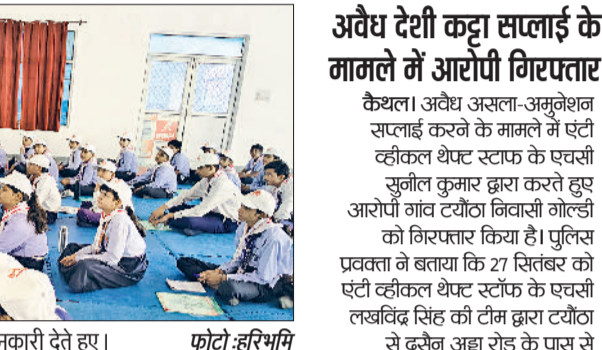 अवैध देशी कट्टा सप्लाई के
मामले में आरोपी गिरफ्तार
कैथल। अवैध असला-अमुनेशन
सप्लाई करने के मामले में एंटी
व्हीकल थेफ्ट स्टाफ के एचसी
सुनील कुमार द्वारा करते हुए
आरोपी गांव टयौंठा निवासी गोल्डी
को गिरफ्तार किया है। पुलिस
प्रवक्ता ने बताया कि 27 सितंबर को
एंटी व्हीकल थेफ्ट स्टॉफ के एचसी
लखविंद्र सिंह की टीम द्वारा टयौंठा
से ढुसैन अड्डा रोड के पास से
देते हुए। फोटो :हरिभूमि